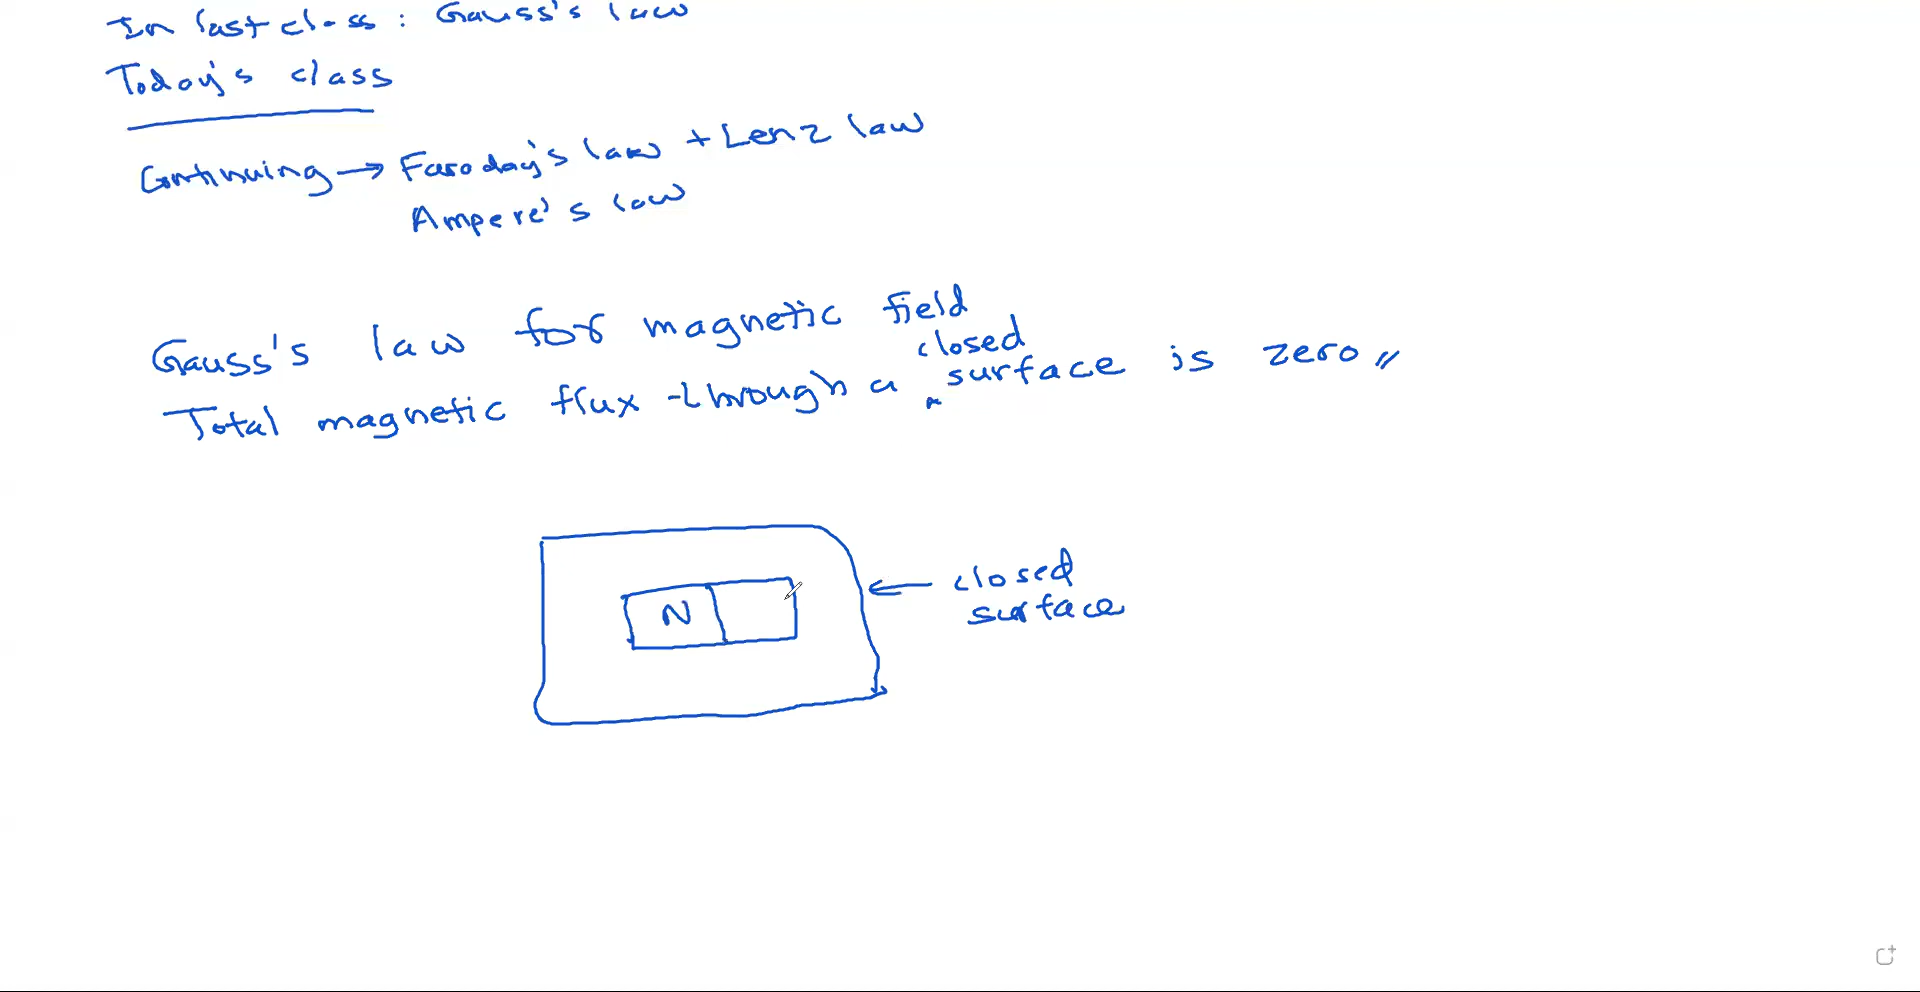 In last class : Gauss's law
Today's class
Continuing → Faraday's law + Lenz law
Ampere's law
Gauss's law for magnetic field
closed
Total magnetic flux through a ^ surface is zero //
N
closed
surface